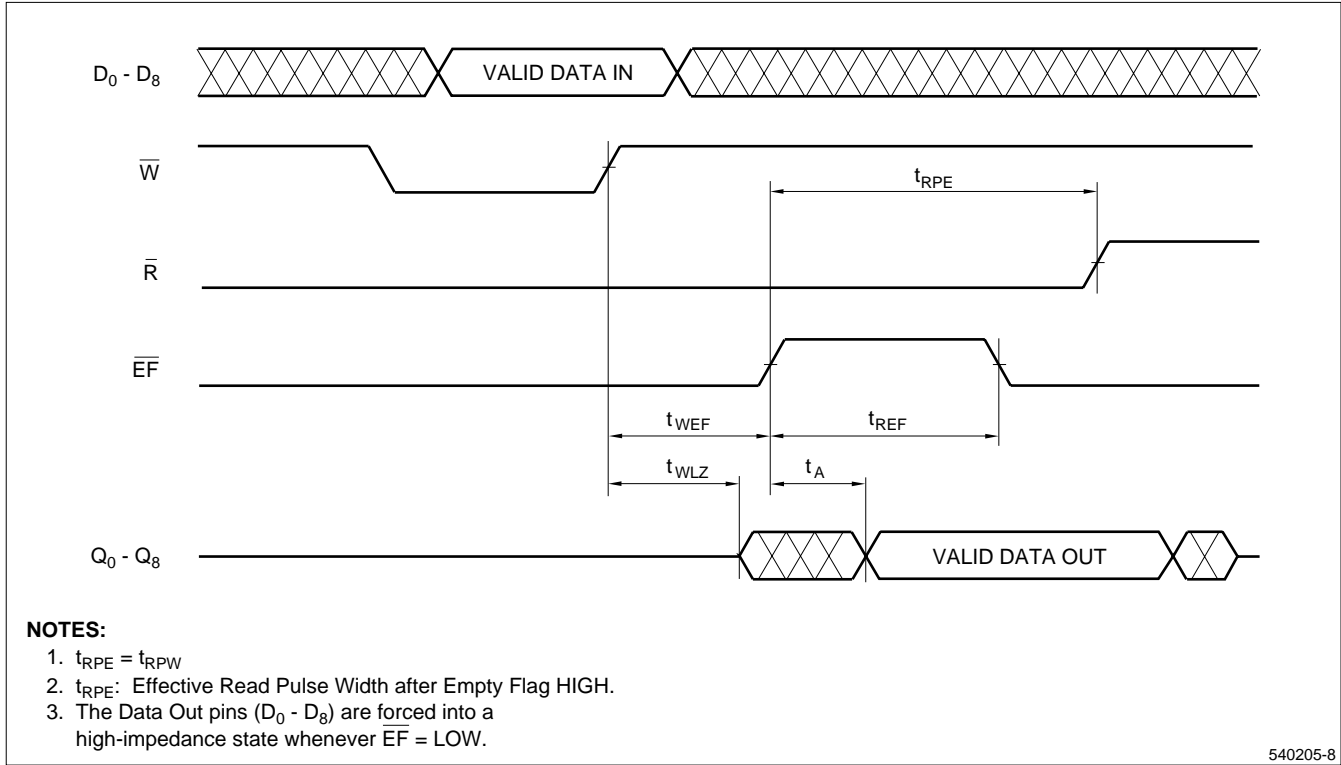 D0 - D8
VALID DATA IN
W̅
tRPE
R̅
E̅F̅
tWEF
tREF
tWLZ
tA
Q0 - Q8
VALID DATA OUT
NOTES:
1. tRPE = tRPW
2. tRPE: Effective Read Pulse Width after Empty Flag HIGH.
3. The Data Out pins (D0 - D8) are forced into a
high-impedance state whenever E̅F̅ = LOW.
540205-8